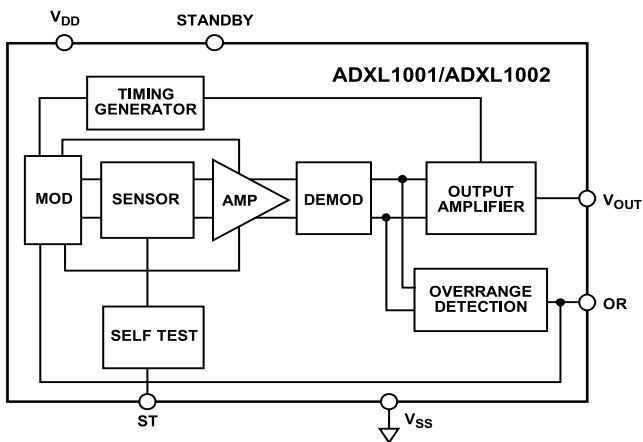 VDD
STANDBY
ADXL1001/ADXL1002
TIMING
GENERATOR
MOD
SENSOR
AMP
DEMOD
OUTPUT
AMPLIFIER
VOUT
OVERRANGE
DETECTION
OR
SELF TEST
ST
VSS